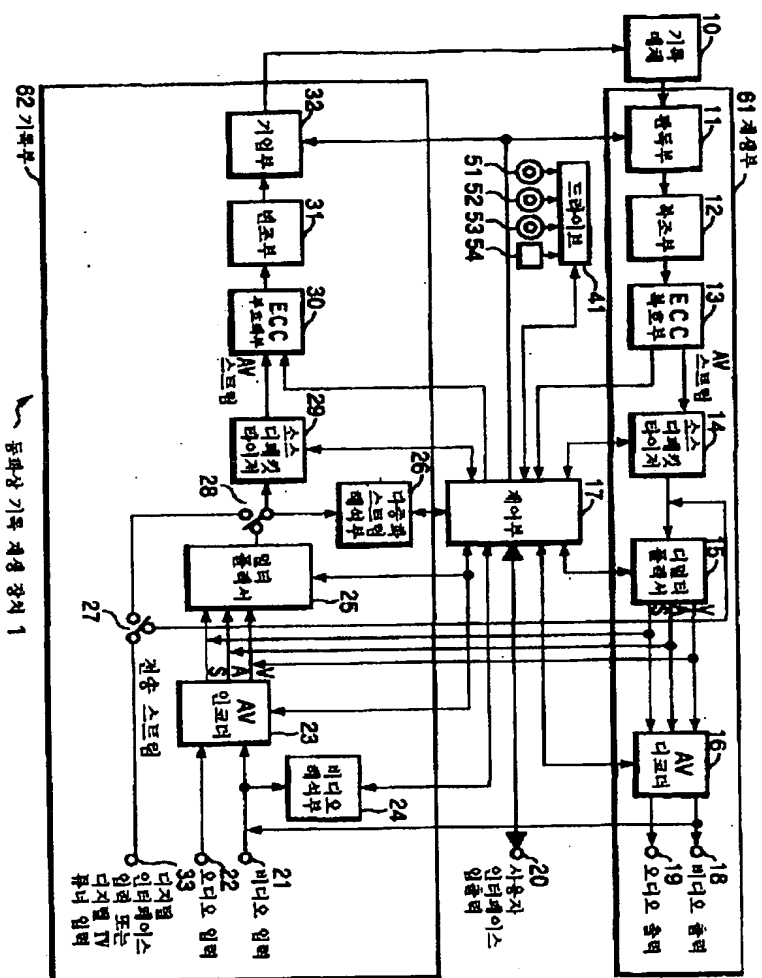 61 재생부
10
기록
매체
11
판독부
12
복조부
13
ECC
복호부
AV
스트림
14
소스
디패킷
타이저
15
디멀티
플렉서
V
A
S
16
AV
디코더
18
비디오 출력
19
오디오 출력
51
52
53
54
드라이브
41
17
제어부
20
사용자
인터페이스
입출력
62 기록부
32
기입부
31
변조부
30
ECC
부호화부
AV
스트림
29
소스
디패킷
타이저
28
26
다중화
스트림
해석부
25
멀티
플렉서
27
V
A
S
전송 스트림
23
AV
인코더
24
비디오
해석부
21
비디오 입력
22
오디오 입력
33
디지털
인터페이스
입력 또는
디지털 TV
튜너 입력
동화상 기록 재생 장치 1